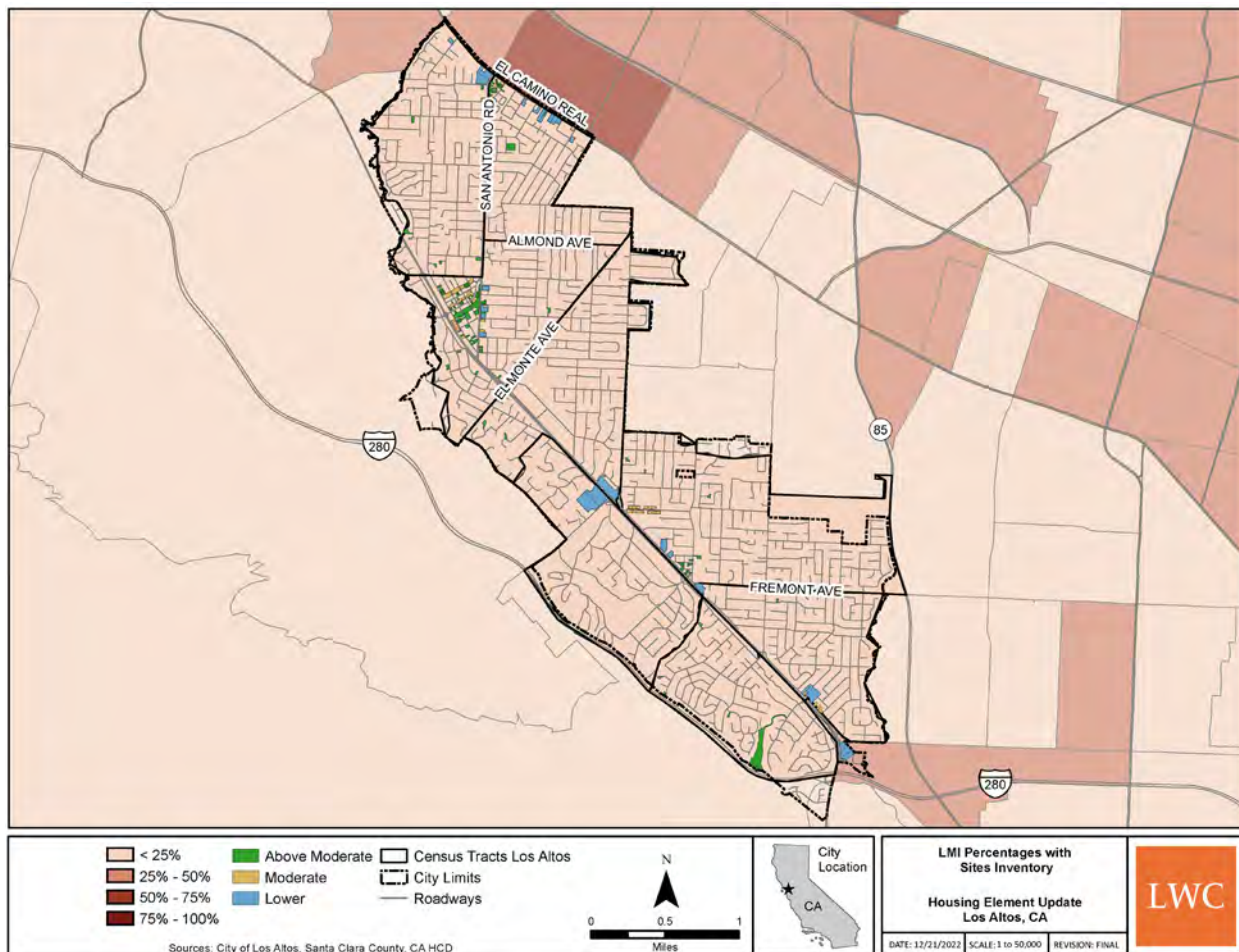 EL CAMINO REAL
SAN ANTONIO RD
ALMOND AVE
EL MONTE AVE
85
280
FREMONT AVE
280
< 25%
25% - 50%
50% - 75%
75% - 100%
Above Moderate
Moderate
Lower
Census Tracts Los Altos
City Limits
Roadways
Sources: City of Los Altos, Santa Clara County, CA HCD
N
0 0.5 1
Miles
City
Location
CA
LMI Percentages with
Sites Inventory
Housing Element Update
Los Altos, CA
DATE: 12/21/2022 SCALE: 1 to 50,000 REVISION: FINAL
LWC